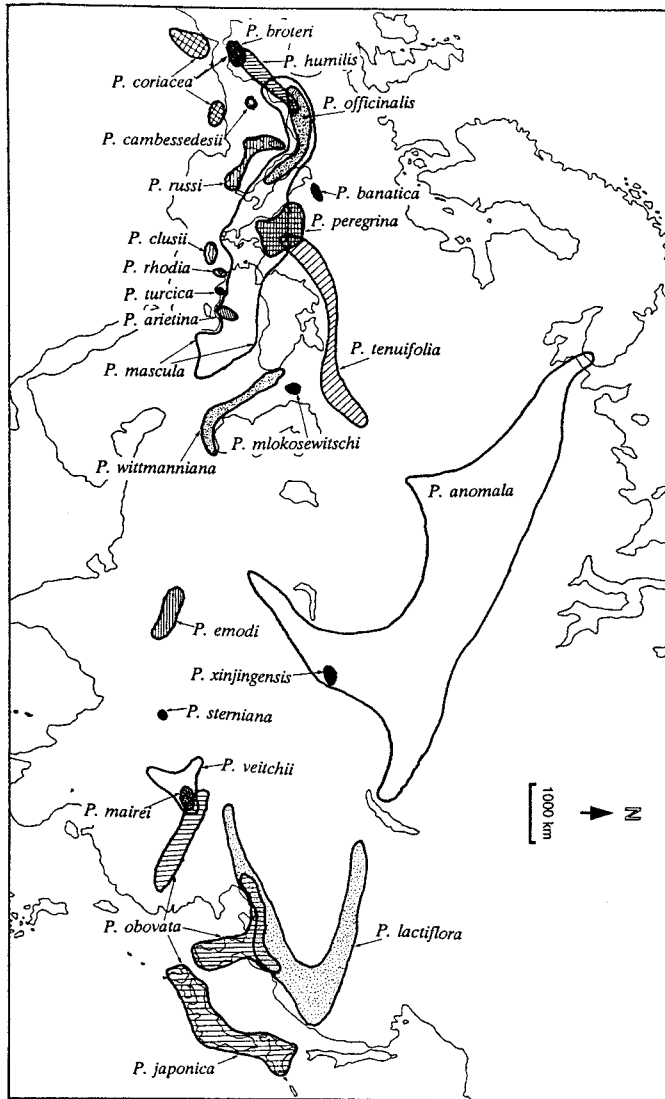 P. broteri
P. humilis
P. coriacea
P. officinalis
P. cambessedesii
P. russi
P. banatica
P. peregrina
P. clusii
P. rhodia
P. turcica
P. arietina
P. tenuifolia
P. mascula
P. mlokosewitschi
P. wittmanniana
P. anomala
P. emodi
P. xinjingensis
P. sterniana
P. veitchii
P. mairei
N
1000 km
P. obovata
P. lactiflora
P. japonica